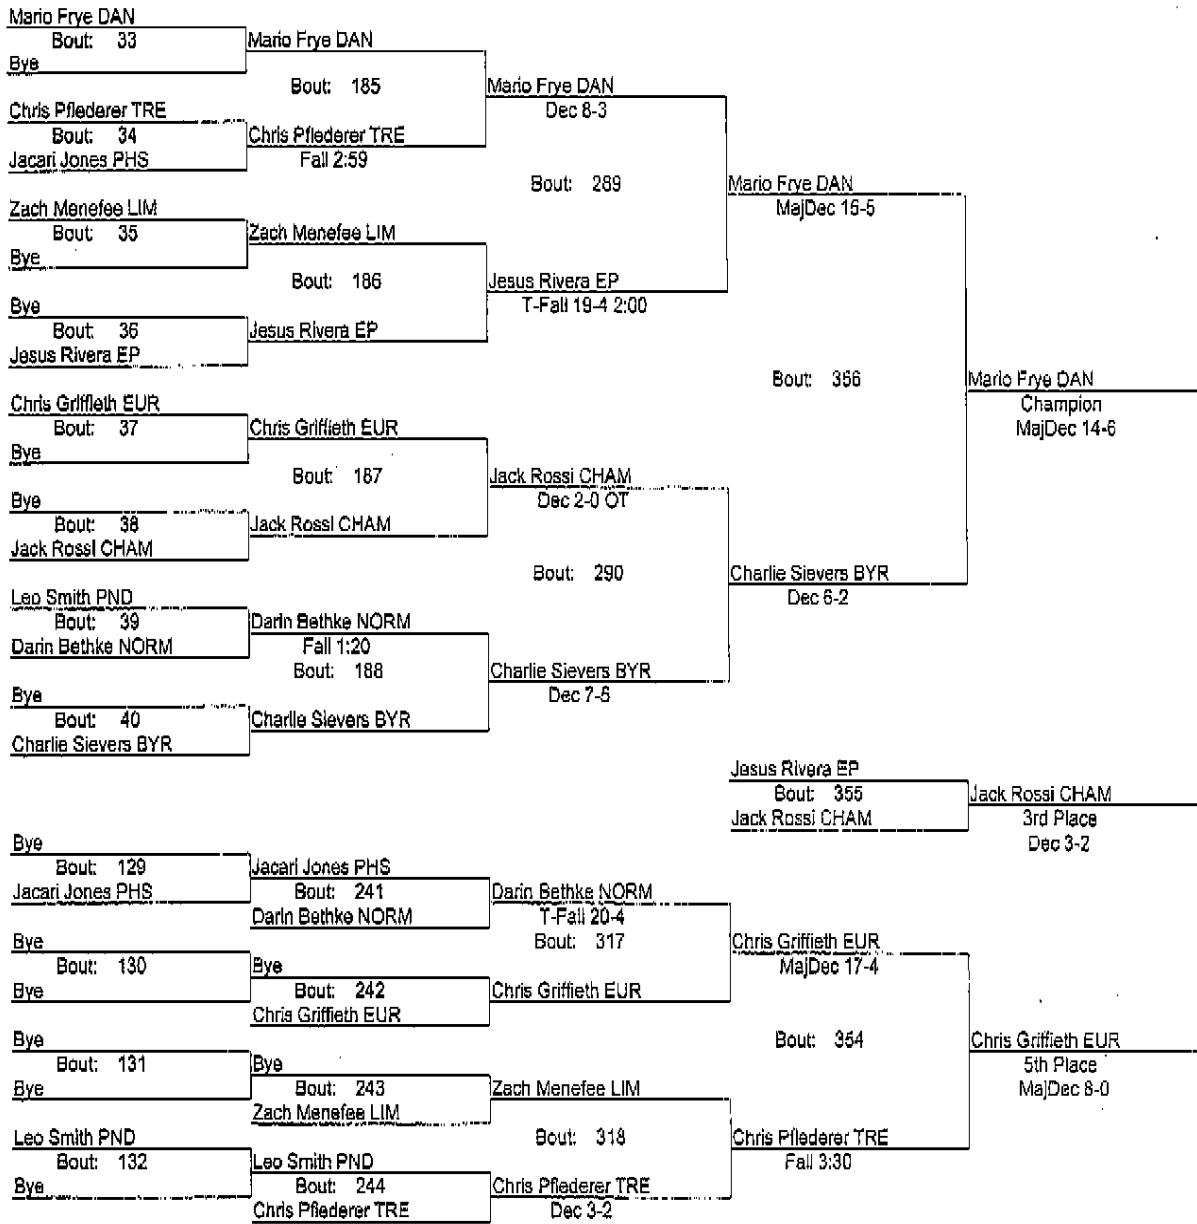 Mario Frye DAN
Bout: 33
Bye
Mario Frye DAN
Bout: 185
Chris Pflederer TRE
Bout: 34
Jacari Jones PHS
Chris Pflederer TRE
Fall 2:59
Mario Frye DAN
Dec 8-3
Bout: 289
Zach Menefee LIM
Bout: 35
Bye
Zach Menefee LIM
Bout: 186
Bye
Bout: 36
Jesus Rivera EP
Jesus Rivera EP
Jesus Rivera EP
T-Fall 19-4 2:00
Mario Frye DAN
MajDec 15-5
Bout: 356
Chris Griffieth EUR
Bout: 37
Bye
Chris Griffieth EUR
Bout: 187
Bye
Bout: 38
Jack Rossi CHAM
Jack Rossi CHAM
Jack Rossi CHAM
Dec 2-0 OT
Bout: 290
Leo Smith PND
Bout: 39
Darin Bethke NORM
Darin Bethke NORM
Fall 1:20
Bout: 188
Bye
Bout: 40
Charlie Sievers BYR
Charlie Sievers BYR
Charlie Sievers BYR
Dec 7-5
Charlie Sievers BYR
Dec 6-2
Mario Frye DAN
Champion
MajDec 14-6
Jesus Rivera EP
Bout: 355
Jack Rossi CHAM
Jack Rossi CHAM
3rd Place
Dec 3-2
Bye
Bout: 129
Jacari Jones PHS
Jacari Jones PHS
Bout: 241
Darin Bethke NORM
Darin Bethke NORM
T-Fall 20-4
Bout: 317
Bye
Bout: 130
Bye
Bye
Bout: 242
Chris Griffieth EUR
Chris Griffieth EUR
Chris Griffieth EUR
MajDec 17-4
Bout: 354
Bye
Bout: 131
Bye
Bye
Bout: 243
Zach Menefee LIM
Zach Menefee LIM
Bout: 318
Leo Smith PND
Bout: 132
Bye
Leo Smith PND
Bout: 244
Chris Pflederer TRE
Chris Pflederer TRE
Dec 3-2
Chris Pflederer TRE
Fall 3:30
Chris Griffieth EUR
5th Place
MajDec 8-0